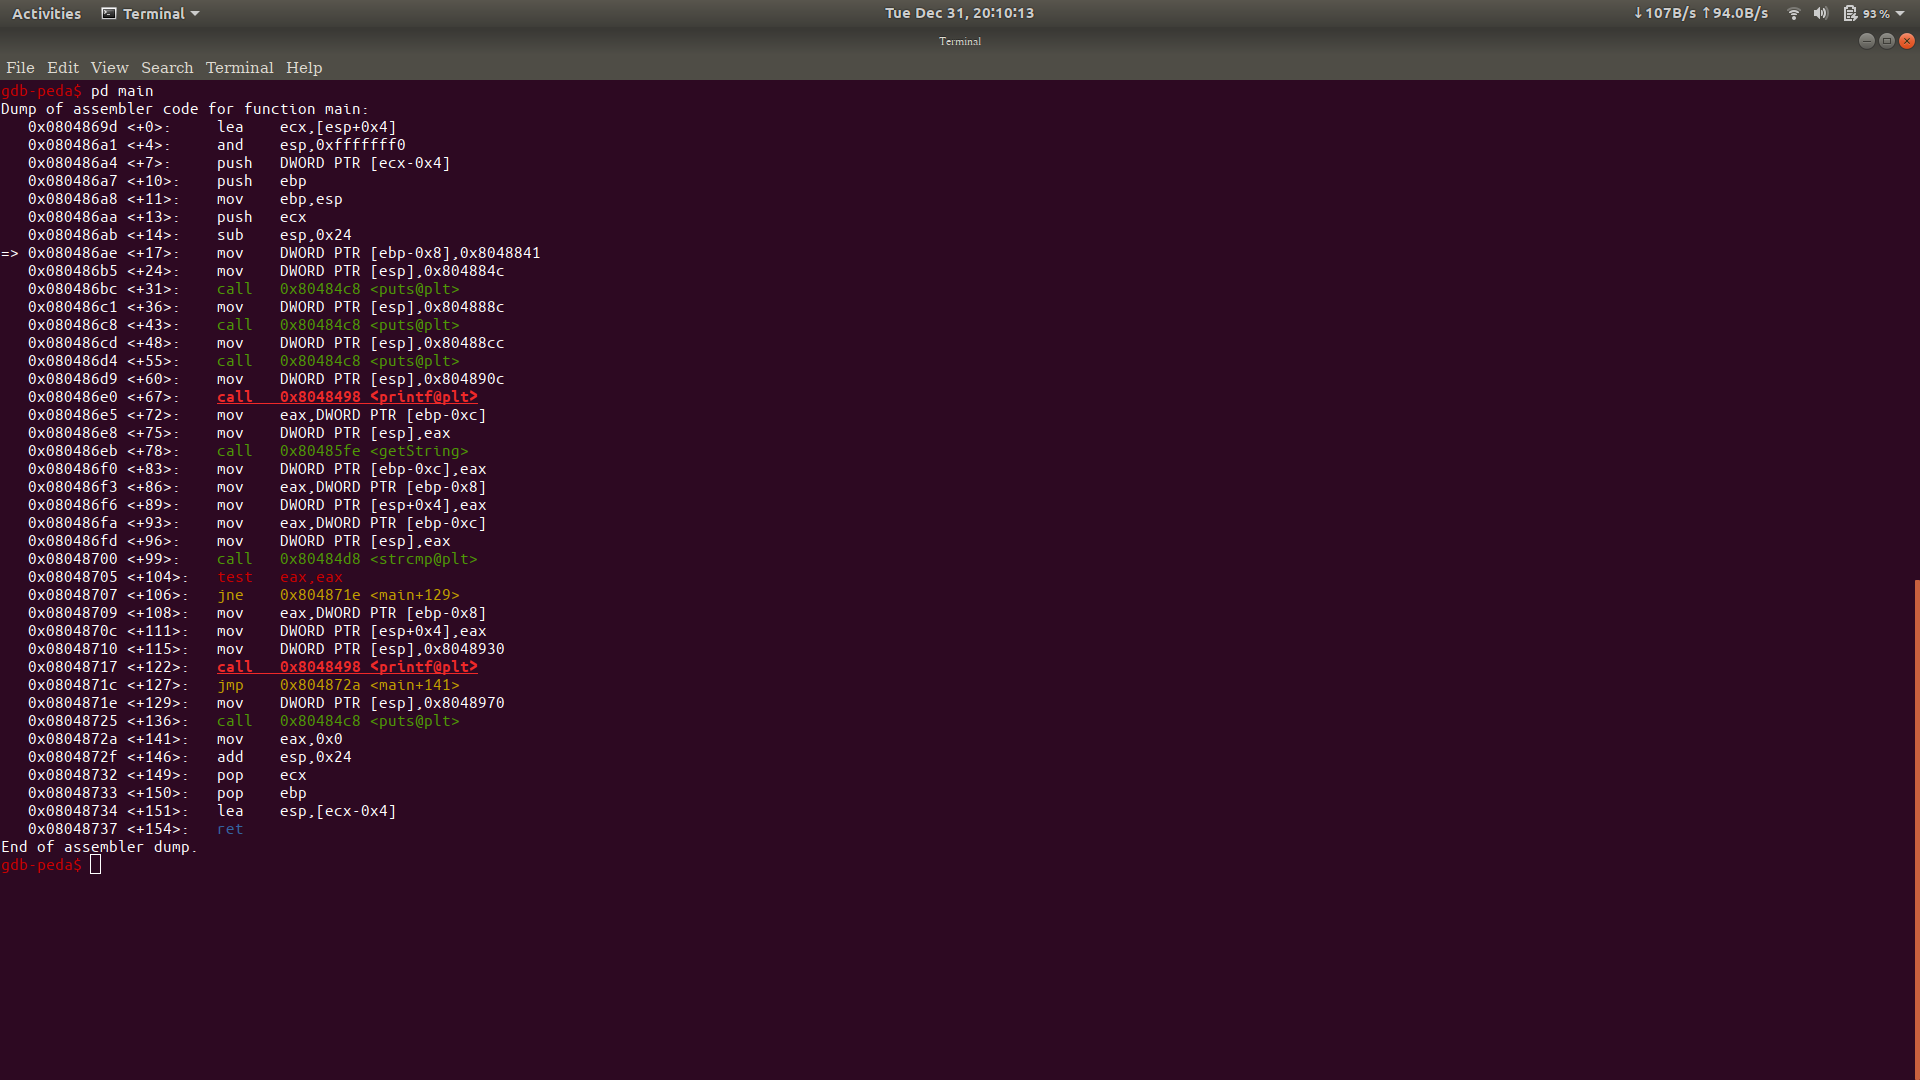 Activities Terminal Tue Dec 31, 20:10:13 ↓107B/s ↑94.0B/s 93 %
Terminal
File Edit View Search Terminal Help
gdb-peda$ pd main
Dump of assembler code for function main:
   0x0804869d <+0>:     lea    ecx,[esp+0x4]
   0x080486a1 <+4>:     and    esp,0xfffffff0
   0x080486a4 <+7>:     push   DWORD PTR [ecx-0x4]
   0x080486a7 <+10>:    push   ebp
   0x080486a8 <+11>:    mov    ebp,esp
   0x080486aa <+13>:    push   ecx
   0x080486ab <+14>:    sub    esp,0x24
=> 0x080486ae <+17>:    mov    DWORD PTR [ebp-0x8],0x8048841
   0x080486b5 <+24>:    mov    DWORD PTR [esp],0x804884c
   0x080486bc <+31>:    call   0x80484c8 <puts@plt>
   0x080486c1 <+36>:    mov    DWORD PTR [esp],0x804888c
   0x080486c8 <+43>:    call   0x80484c8 <puts@plt>
   0x080486cd <+48>:    mov    DWORD PTR [esp],0x80488cc
   0x080486d4 <+55>:    call   0x80484c8 <puts@plt>
   0x080486d9 <+60>:    mov    DWORD PTR [esp],0x804890c
   0x080486e0 <+67>:    call   0x8048498 <printf@plt>
   0x080486e5 <+72>:    mov    eax,DWORD PTR [ebp-0xc]
   0x080486e8 <+75>:    mov    DWORD PTR [esp],eax
   0x080486eb <+78>:    call   0x80485fe <getString>
   0x080486f0 <+83>:    mov    DWORD PTR [ebp-0xc],eax
   0x080486f3 <+86>:    mov    eax,DWORD PTR [ebp-0x8]
   0x080486f6 <+89>:    mov    DWORD PTR [esp+0x4],eax
   0x080486fa <+93>:    mov    eax,DWORD PTR [ebp-0xc]
   0x080486fd <+96>:    mov    DWORD PTR [esp],eax
   0x08048700 <+99>:    call   0x80484d8 <strcmp@plt>
   0x08048705 <+104>:   test   eax,eax
   0x08048707 <+106>:   jne    0x804871e <main+129>
   0x08048709 <+108>:   mov    eax,DWORD PTR [ebp-0x8]
   0x0804870c <+111>:   mov    DWORD PTR [esp+0x4],eax
   0x08048710 <+115>:   mov    DWORD PTR [esp],0x8048930
   0x08048717 <+122>:   call   0x8048498 <printf@plt>
   0x0804871c <+127>:   jmp    0x804872a <main+141>
   0x0804871e <+129>:   mov    DWORD PTR [esp],0x8048970
   0x08048725 <+136>:   call   0x80484c8 <puts@plt>
   0x0804872a <+141>:   mov    eax,0x0
   0x0804872f <+146>:   add    esp,0x24
   0x08048732 <+149>:   pop    ecx
   0x08048733 <+150>:   pop    ebp
   0x08048734 <+151>:   lea    esp,[ecx-0x4]
   0x08048737 <+154>:   ret
End of assembler dump.
gdb-peda$